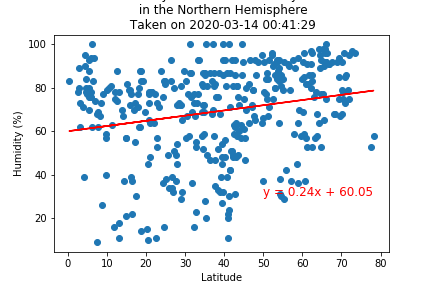 in the Northern Hemisphere
Taken on 2020-03-14 00:41:29
100
80
60
40
20
Humidity (%)
y = 0.24x + 60.05
0 10 20 30 40 50 60 70 80
Latitude